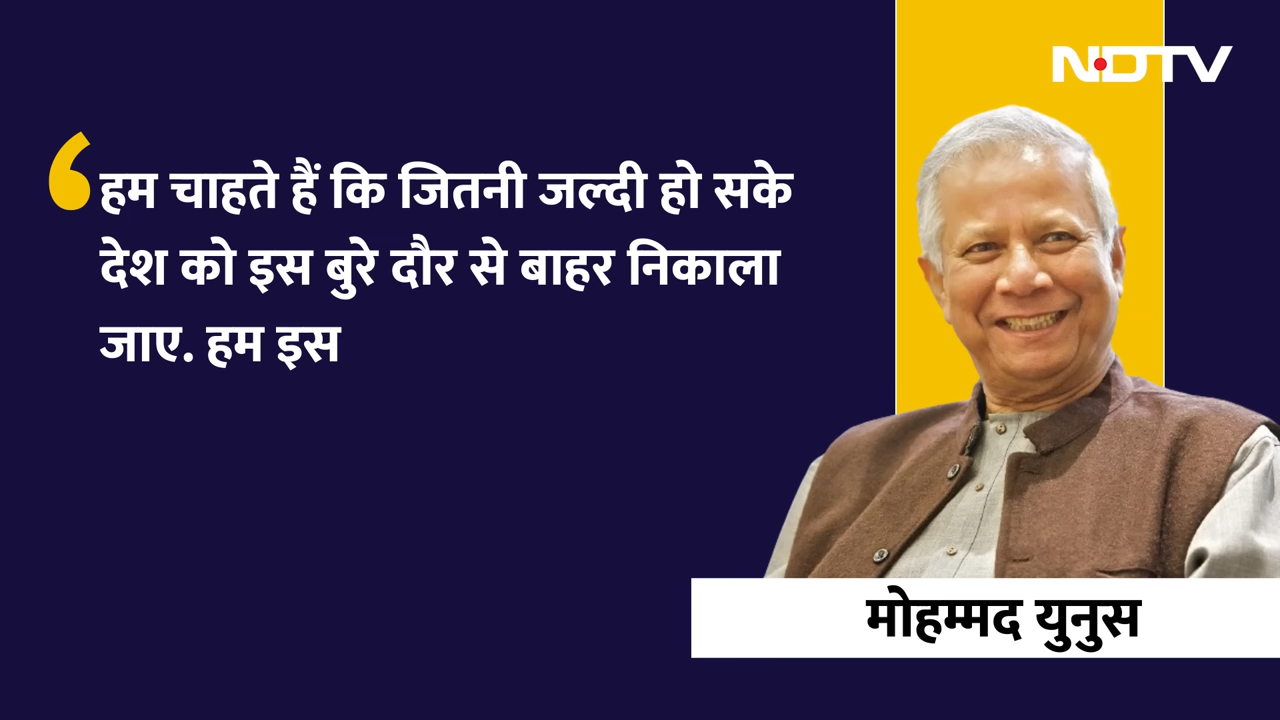 NDTV
‘हम चाहते हैं कि जितनी जल्दी हो सके
देश को इस बुरे दौर से बाहर निकाला
जाए. हम इस
मोहम्मद युनुस